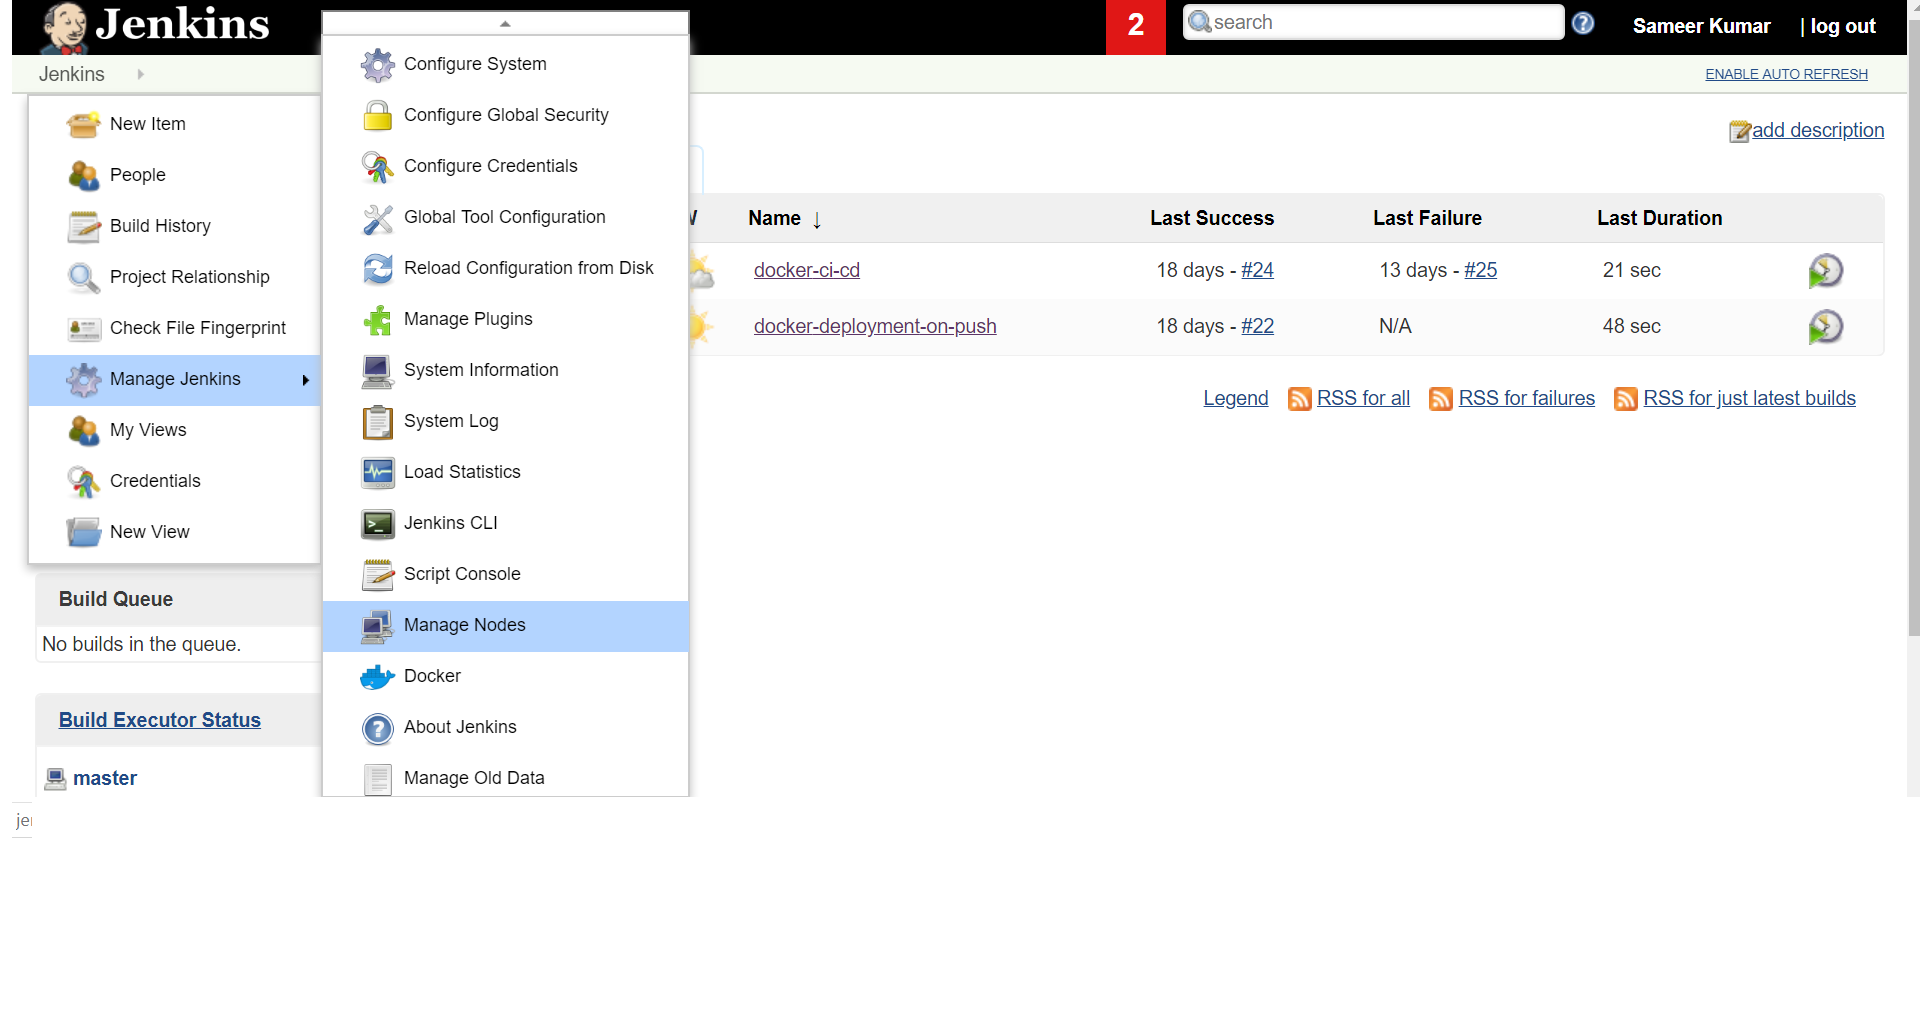 Jenkins
2
search
Sameer Kumar
| log out
Jenkins
ENABLE AUTO REFRESH
New Item
People
Build History
Project Relationship
Check File Fingerprint
Manage Jenkins
My Views
Credentials
New View
Configure System
Configure Global Security
Configure Credentials
Global Tool Configuration
Reload Configuration from Disk
Manage Plugins
System Information
System Log
Load Statistics
Jenkins CLI
Script Console
Manage Nodes
Docker
About Jenkins
Manage Old Data
add description
Name ↓ Last Success Last Failure Last Duration
docker-ci-cd 18 days - #24 13 days - #25 21 sec
docker-deployment-on-push 18 days - #22 N/A 48 sec
Legend RSS for all RSS for failures RSS for just latest builds
Build Queue
No builds in the queue.
Build Executor Status
master